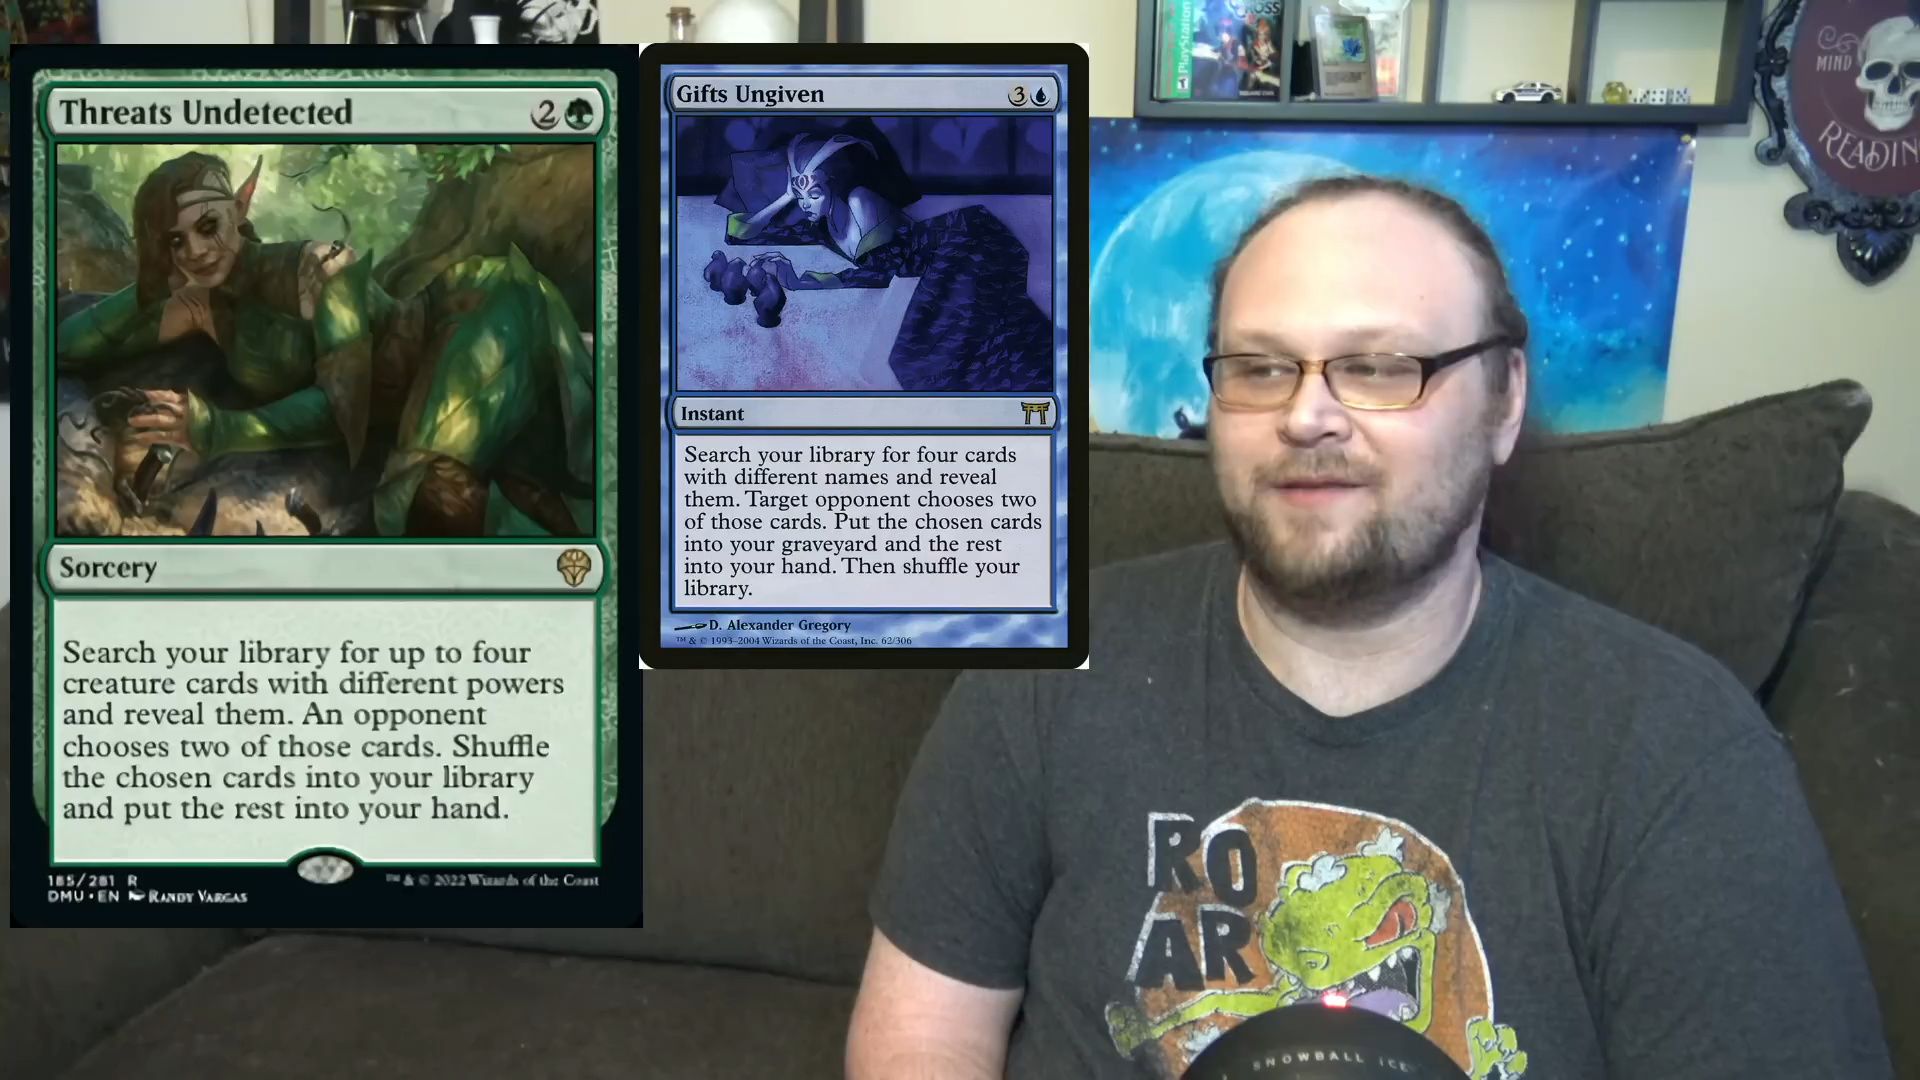 Threats Undetected 2
Sorcery
Search your library for up to four
creature cards with different powers
and reveal them. An opponent
chooses two of those cards. Shuffle
the chosen cards into your library
and put the rest into your hand.
185/281 R
DMU • EN RANDY VARGAS
™ & © 2022 Wizards of the Coast
Gifts Ungiven 3
Instant
Search your library for four cards
with different names and reveal
them. Target opponent chooses two
of those cards. Put the chosen cards
into your graveyard and the rest
into your hand. Then shuffle your
library.
D. Alexander Gregory
™ & © 1993–2004 Wizards of the Coast, Inc. 62/306
PlayStation
CROSS
MIND
READIN
RO
AR
SNOWBALL ICE